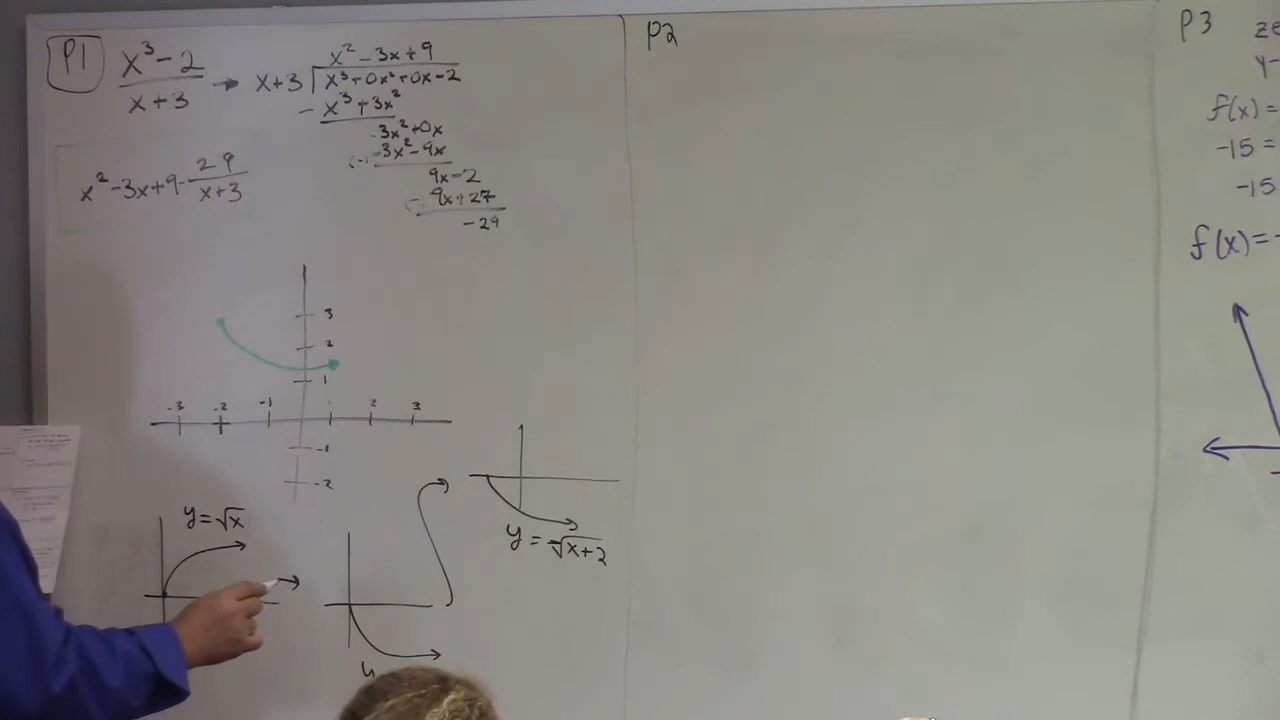 P1
x³ - 2 / x + 3 → x+3 ) x³ + 0x² + 0x - 2
x² - 3x + 9
- x³ + 3x²
-3x² + 0x
(-) -3x² - 9x
9x - 2
- 9x + 27
-29
x² - 3x + 9 - 29 / x + 3
3
2
1
-3 -2 -1 2 3
-1
-2
y = √x
y = -√x+2
P2
P3
y-
f(x) =
-15 =
-15
f(x) = -